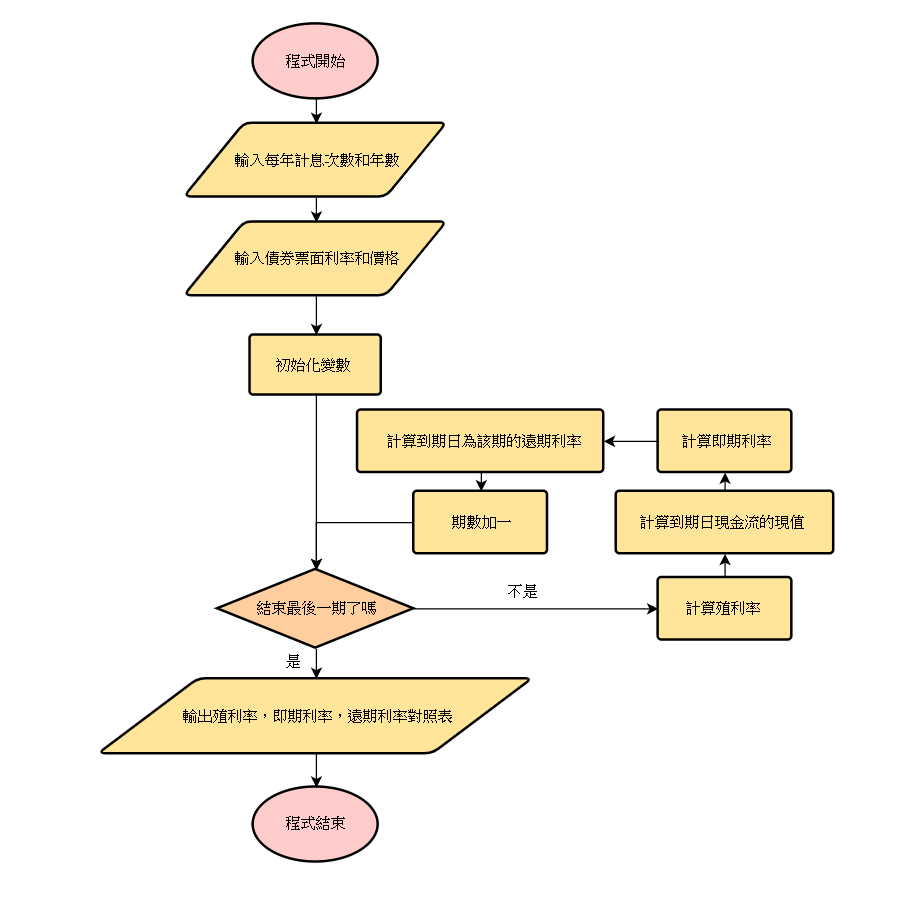 程式開始
輸入每年計息次數和年數
輸入債券票面利率和價格
初始化變數
計算到期日為該期的遠期利率
計算即期利率
期數加一
計算到期日現金流的現值
結束最後一期了嗎
不是
計算殖利率
是
輸出殖利率，即期利率，遠期利率對照表
程式結束